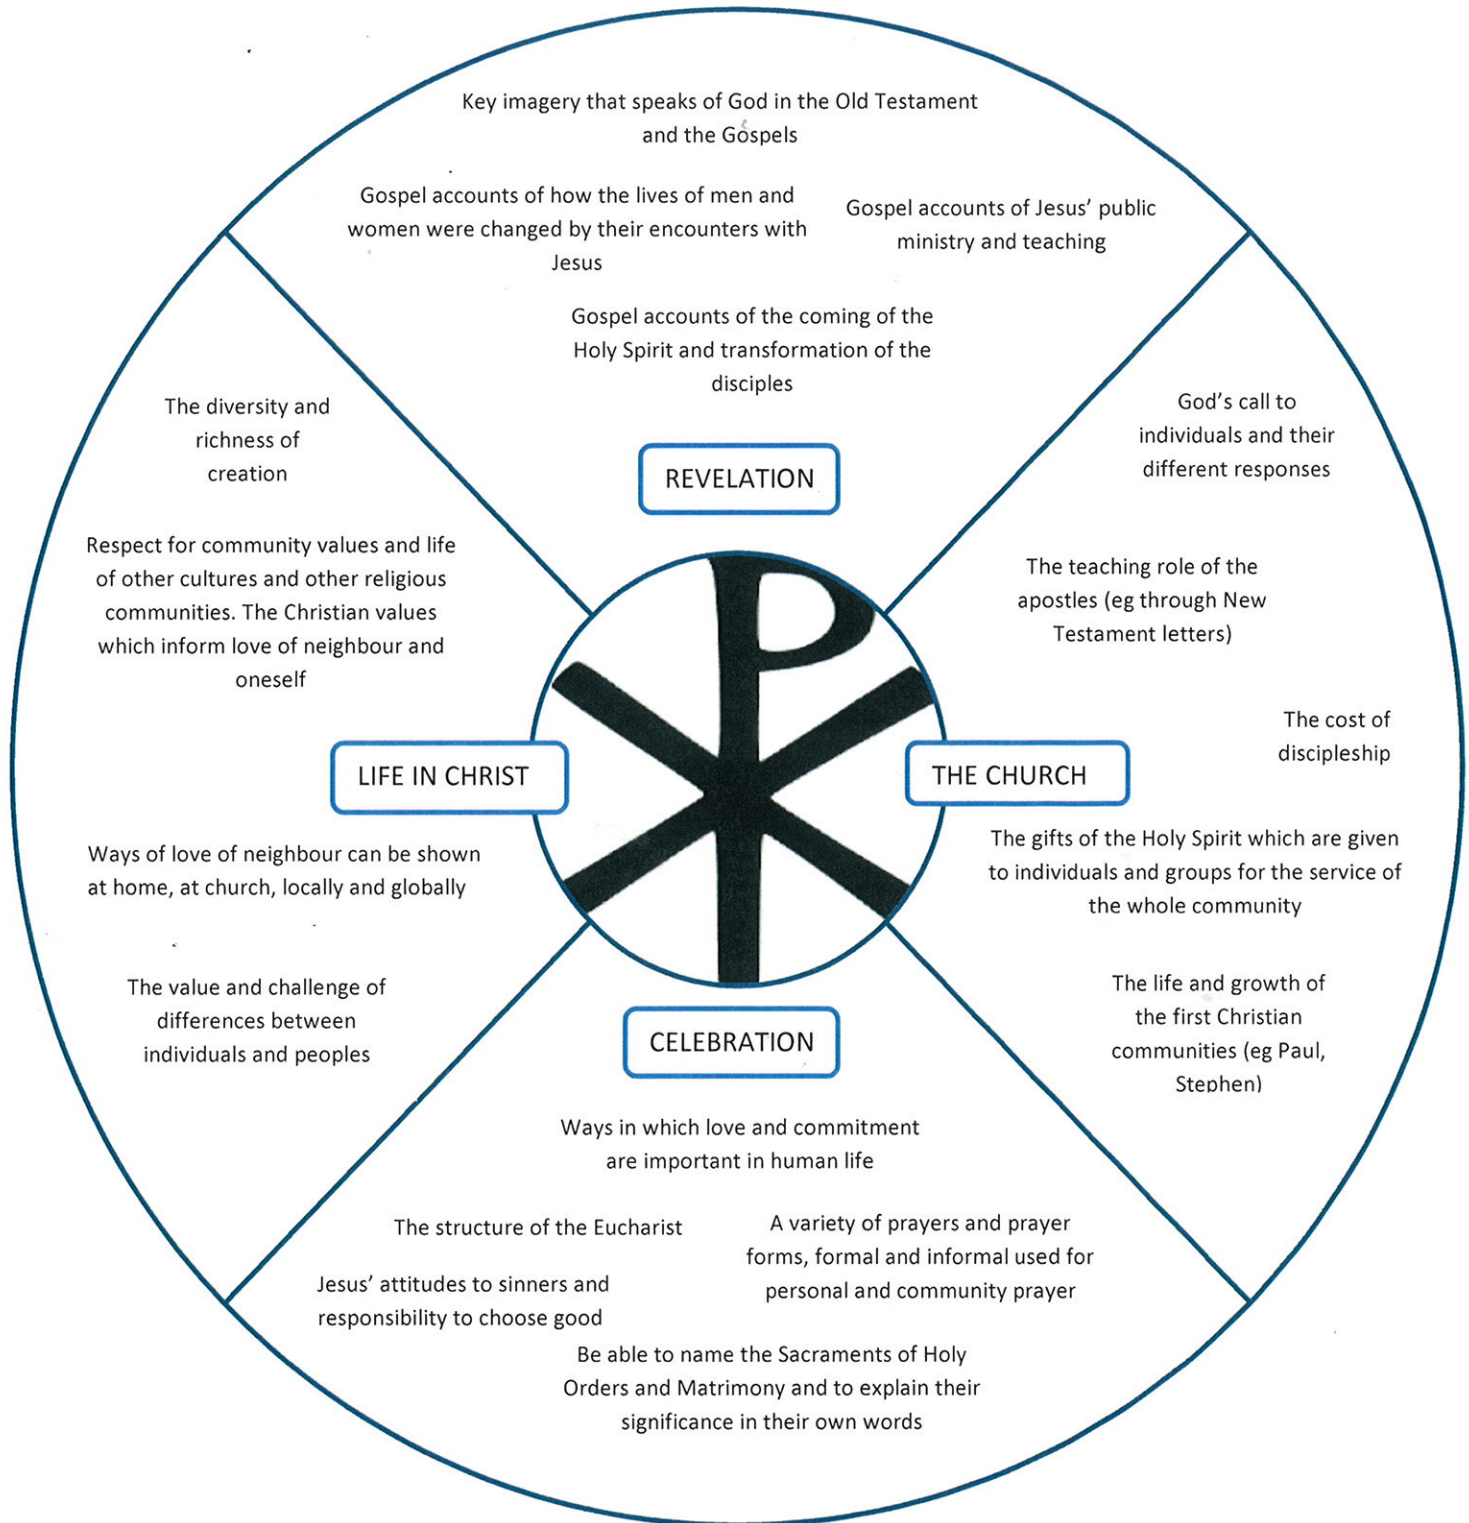 Key imagery that speaks of God in the Old Testament
and the Gospels
Gospel accounts of how the lives of men and
women were changed by their encounters with
Jesus
Gospel accounts of Jesus’ public
ministry and teaching
Gospel accounts of the coming of the
Holy Spirit and transformation of the
disciples
REVELATION
The diversity and
richness of
creation
Respect for community values and life
of other cultures and other religious
communities. The Christian values
which inform love of neighbour and
oneself
LIFE IN CHRIST
Ways of love of neighbour can be shown
at home, at church, locally and globally
The value and challenge of
differences between
individuals and peoples
God’s call to
individuals and their
different responses
The teaching role of the
apostles (eg through New
Testament letters)
The cost of
discipleship
THE CHURCH
The gifts of the Holy Spirit which are given
to individuals and groups for the service of
the whole community
The life and growth of
the first Christian
communities (eg Paul,
Stephen)
CELEBRATION
Ways in which love and commitment
are important in human life
The structure of the Eucharist
A variety of prayers and prayer
forms, formal and informal used for
personal and community prayer
Jesus’ attitudes to sinners and
responsibility to choose good
Be able to name the Sacraments of Holy
Orders and Matrimony and to explain their
significance in their own words